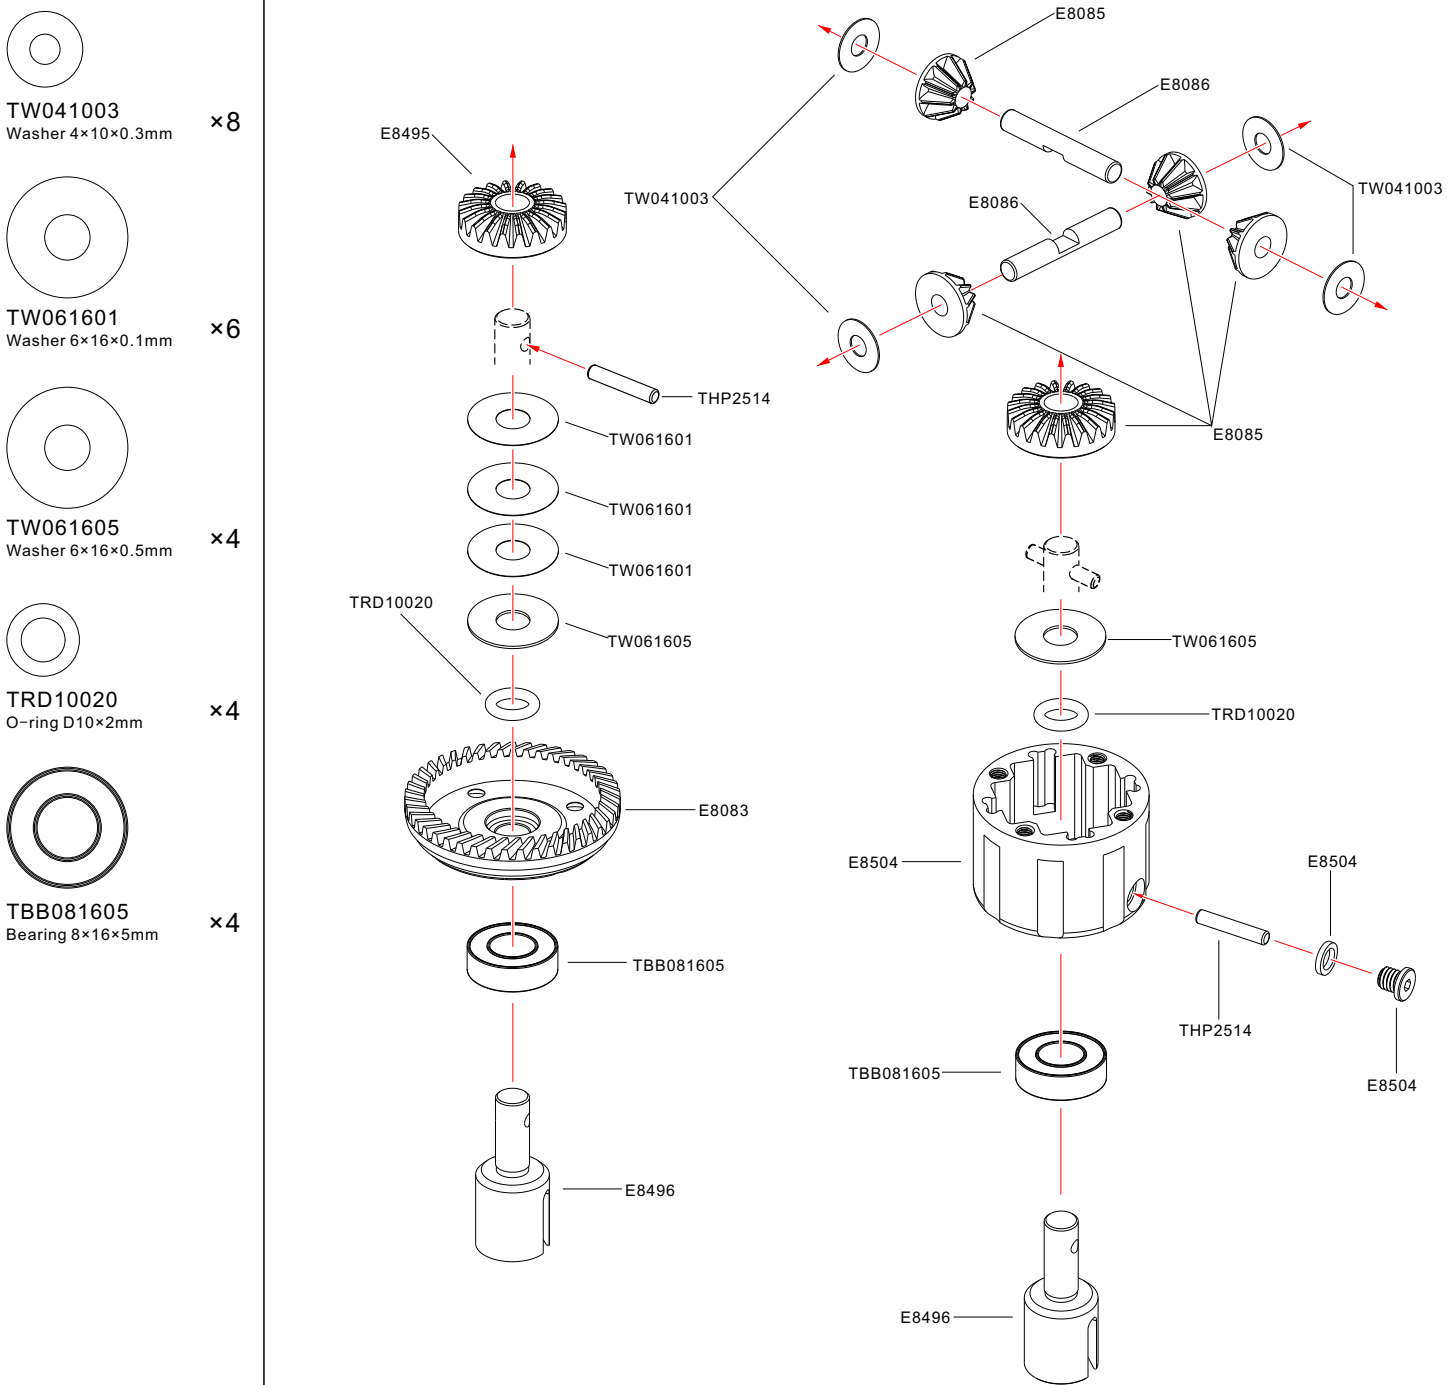 TW041003
Washer 4×10×0.3mm
×8
TW061601
Washer 6×16×0.1mm
×6
TW061605
Washer 6×16×0.5mm
×4
TRD10020
O-ring D10×2mm
×4
TBB081605
Bearing 8×16×5mm
×4
E8495
THP2514
TW061601
TW061601
TW061601
TRD10020
TW061605
E8083
TBB081605
E8496
E8085
E8086
TW041003
E8086
TW041003
E8085
TW061605
TRD10020
E8504
E8504
THP2514
TBB081605
E8504
E8496